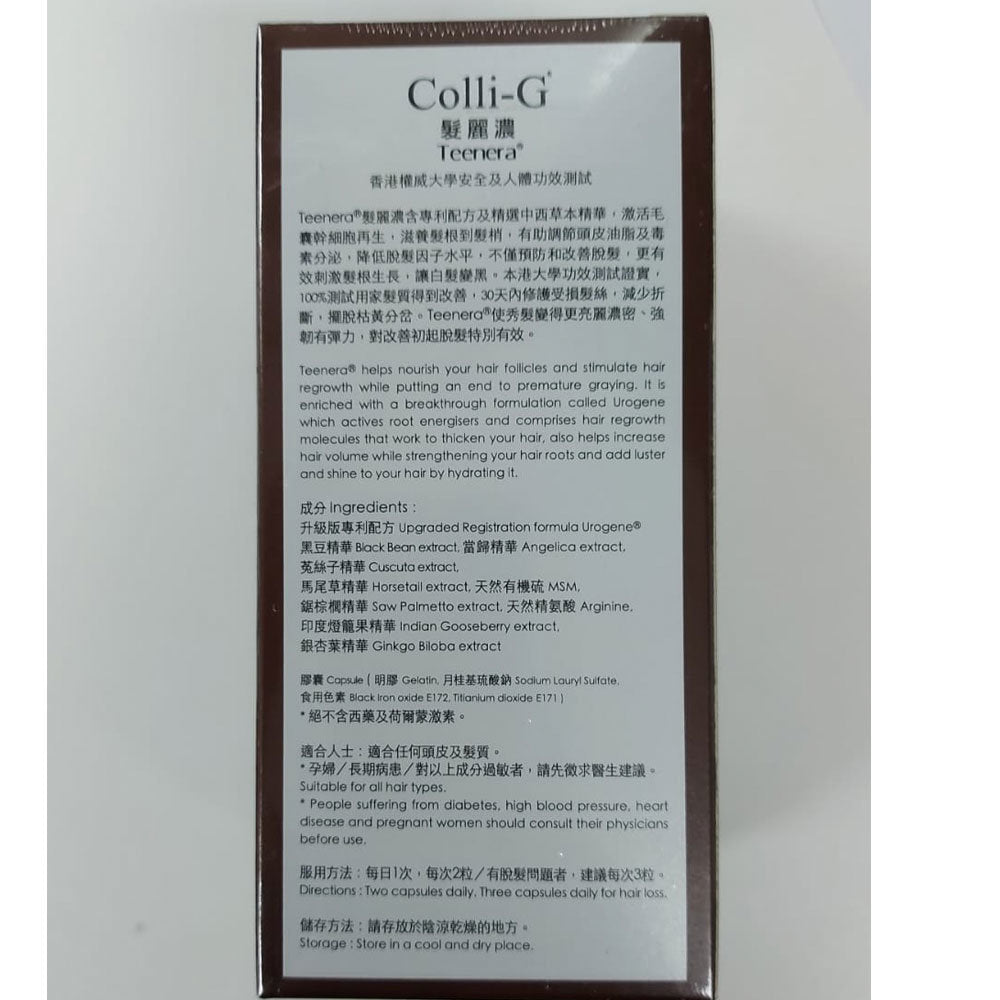 Colli-G*
髮麗濃
Teenera®
香港權威大學安全及人體功效測試
Teenera®髮麗濃含專利配方及精選中西草本精華，激活毛
囊幹細胞再生，滋養髮根到髮梢，有助調節頭皮油脂及毒
素分泌，降低脫髮因子水平，不僅預防和改善脫髮，更有
效刺激髮根生長，讓白髮變黑。本港大學功效測試證實，
100%測試用家髮質得到改善，30天內修護受損髮絲，減少折
斷，擺脫枯黃分岔。Teenera®使秀髮變得更亮麗濃密、強
韌有彈力，對改善初起脫髮特別有效。
Teenera® helps nourish your hair follicles and stimulate hair
regrowth while putting an end to premature graying. It is
enriched with a breakthrough formulation called Urogene
which actives root energisers and comprises hair regrowth
molecules that work to thicken your hair, also helps increase
hair volume while strengthening your hair roots and add luster
and shine to your hair by hydrating it.
成分 Ingredients :
升級版專利配方 Upgraded Registration formula Urogene®
黑豆精華 Black Bean extract, 當歸精華 Angelica extract,
菟絲子精華 Cuscuta extract,
馬尾草精華 Horsetail extract, 天然有機硫 MSM,
鋸棕櫚精華 Saw Palmetto extract, 天然精氨酸 Arginine,
印度燈籠果精華 Indian Gooseberry extract,
銀杏葉精華 Ginkgo Biloba extract
膠囊 Capsule ( 明膠 Gelatin, 月桂基琉酸鈉 Sodium Lauryl Sulfate,
食用色素 Black Iron oxide E172, Titianium dioxide E171 )
* 絕不含西藥及荷爾蒙激素。
適合人士：適合任何頭皮及髮質。
* 孕婦／長期病患／對以上成分過敏者，請先徵求醫生建議。
Suitable for all hair types.
* People suffering from diabetes, high blood pressure, heart
disease and pregnant women should consult their physicians
before use.
服用方法：每日1次，每次2粒／有脫髮問題者，建議每次3粒。
Directions : Two capsules daily. Three capsules daily for hair loss.
儲存方法：請存放於陰涼乾燥的地方。
Storage : Store in a cool and dry place.